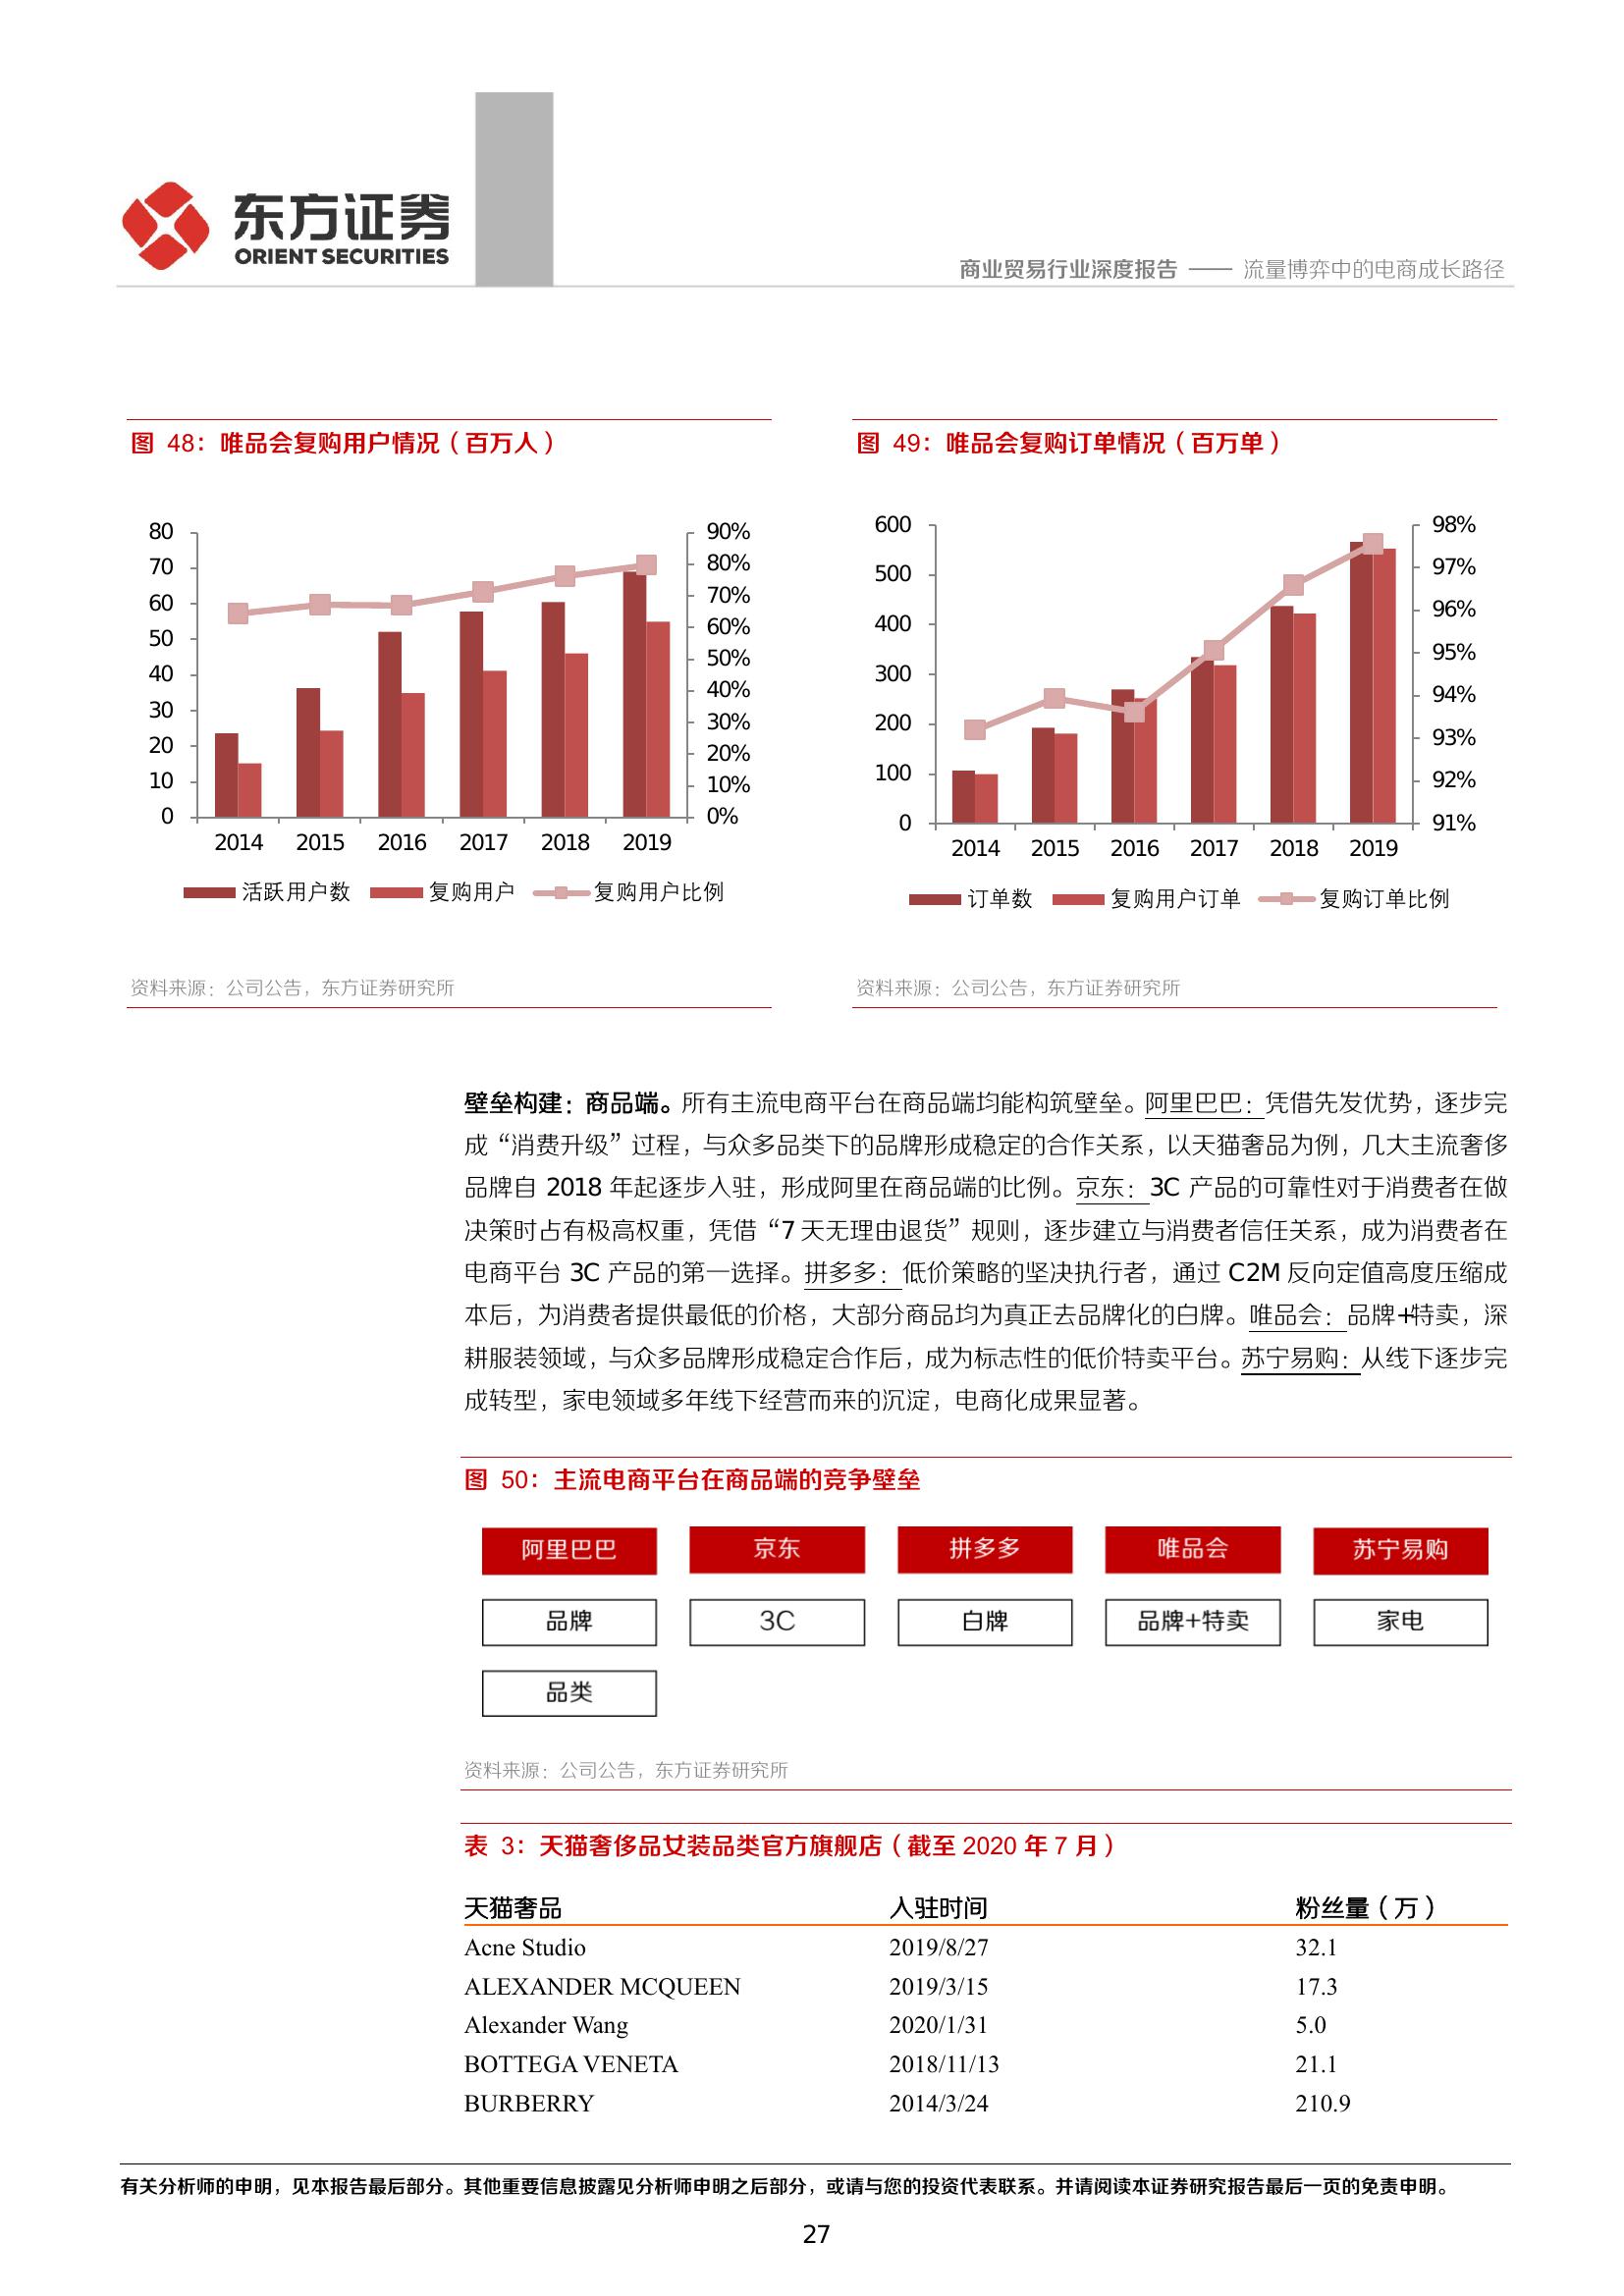 东方证券
ORIENT SECURITIES
商业贸易行业深度报告 —— 流量博弈中的电商成长路径
图 48：唯品会复购用户情况（百万人）
80
70
60
50
40
30
20
10
0
90%
80%
70%
60%
50%
40%
30%
20%
10%
0%
2014 2015 2016 2017 2018 2019
活跃用户数 复购用户 复购用户比例
资料来源：公司公告，东方证券研究所
图 49：唯品会复购订单情况（百万单）
600
500
400
300
200
100
0
98%
97%
96%
95%
94%
93%
92%
91%
2014 2015 2016 2017 2018 2019
订单数 复购用户订单 复购订单比例
资料来源：公司公告，东方证券研究所
壁垒构建：商品端。所有主流电商平台在商品端均能构筑壁垒。阿里巴巴：凭借先发优势，逐步完
成“消费升级”过程，与众多品类下的品牌形成稳定的合作关系，以天猫奢品为例，几大主流奢侈
品牌自 2018 年起逐步入驻，形成阿里在商品端的比例。京东：3C 产品的可靠性对于消费者在做
决策时占有极高权重，凭借“7 天无理由退货”规则，逐步建立与消费者信任关系，成为消费者在
电商平台 3C 产品的第一选择。拼多多：低价策略的坚决执行者，通过 C2M 反向定值高度压缩成
本后，为消费者提供最低的价格，大部分商品均为真正去品牌化的白牌。唯品会：品牌+特卖，深
耕服装领域，与众多品牌形成稳定合作后，成为标志性的低价特卖平台。苏宁易购：从线下逐步完
成转型，家电领域多年线下经营而来的沉淀，电商化成果显著。
图 50：主流电商平台在商品端的竞争壁垒
阿里巴巴 京东 拼多多 唯品会 苏宁易购
品牌 3C 白牌 品牌+特卖 家电
品类
资料来源：公司公告，东方证券研究所
表 3：天猫奢侈品女装品类官方旗舰店（截至 2020 年 7 月）
天猫奢品 入驻时间 粉丝量（万）
Acne Studio 2019/8/27 32.1
ALEXANDER MCQUEEN 2019/3/15 17.3
Alexander Wang 2020/1/31 5.0
BOTTEGA VENETA 2018/11/13 21.1
BURBERRY 2014/3/24 210.9
有关分析师的申明，见本报告最后部分。其他重要信息披露见分析师申明之后部分，或请与您的投资代表联系。并请阅读本证券研究报告最后一页的免责申明。
27